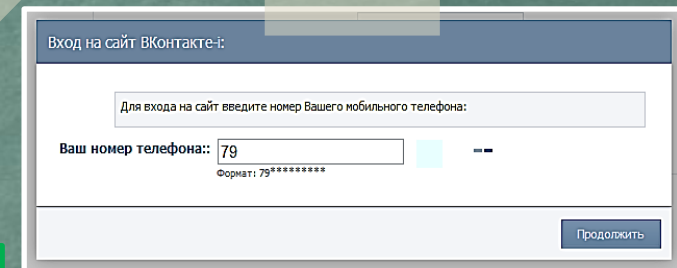 Вход на сайт ВКонтакте-i:
Для входа на сайт введите номер Вашего мобильного телефона:
Ваш номер телефона:: 79
Формат: 79*********
Продолжить